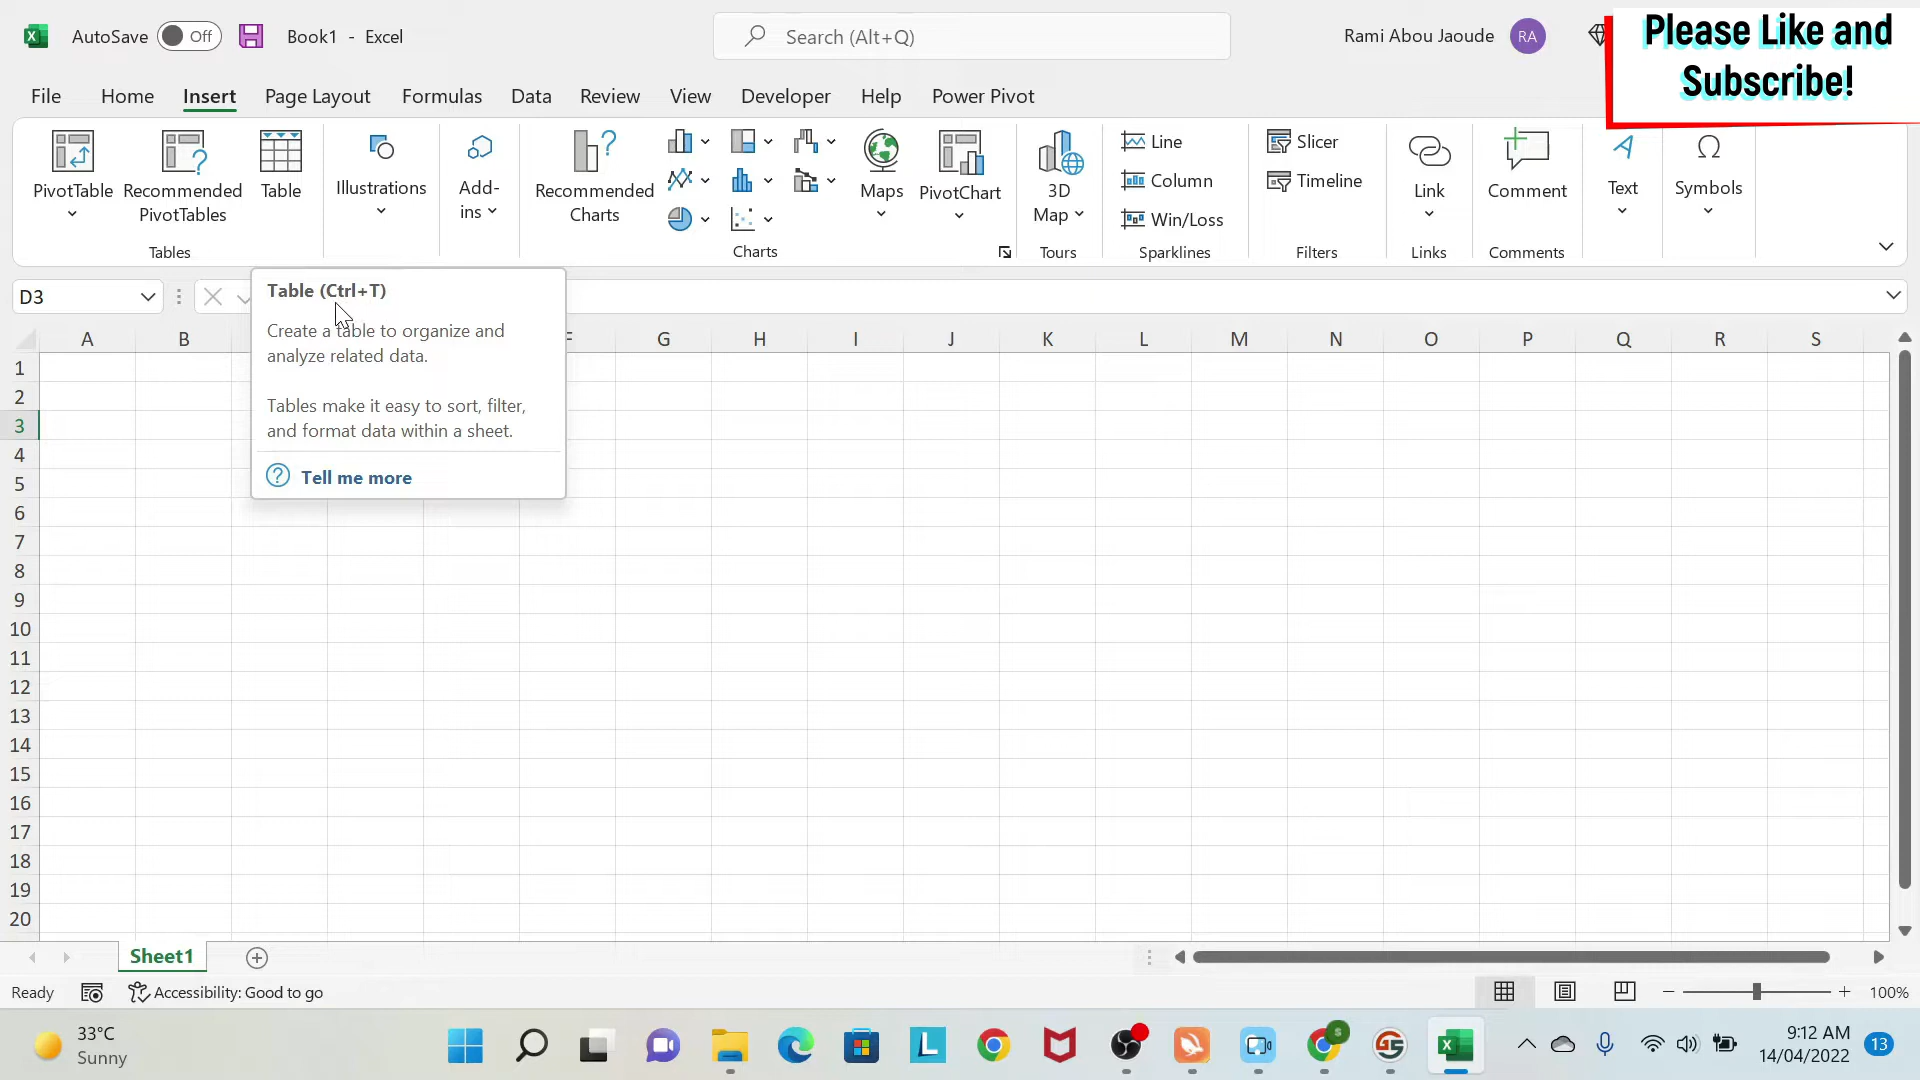 AutoSave Off Book1 - Excel
Search (Alt+Q)
Rami Abou Jaoude RA
Please Like and
Subscribe!
File Home Insert Page Layout Formulas Data Review View Developer Help Power Pivot
PivotTable
Recommended
PivotTables
Table
Tables
Illustrations
Add-
ins
Recommended
Charts
Maps
PivotChart
Charts
3D
Map
Tours
Line
Column
Win/Loss
Sparklines
Slicer
Timeline
Filters
Link
Links
Comment
Comments
Text
Symbols
D3
Table (Ctrl+T)
Create a table to organize and
analyze related data.
Tables make it easy to sort, filter,
and format data within a sheet.
Tell me more
A B F G H I J K L M N O P Q R S
1
2
3
4
5
6
7
8
9
10
11
12
13
14
15
16
17
18
19
20
Sheet1
Ready Accessibility: Good to go 100%
33°C
Sunny
9:12 AM
14/04/2022
13